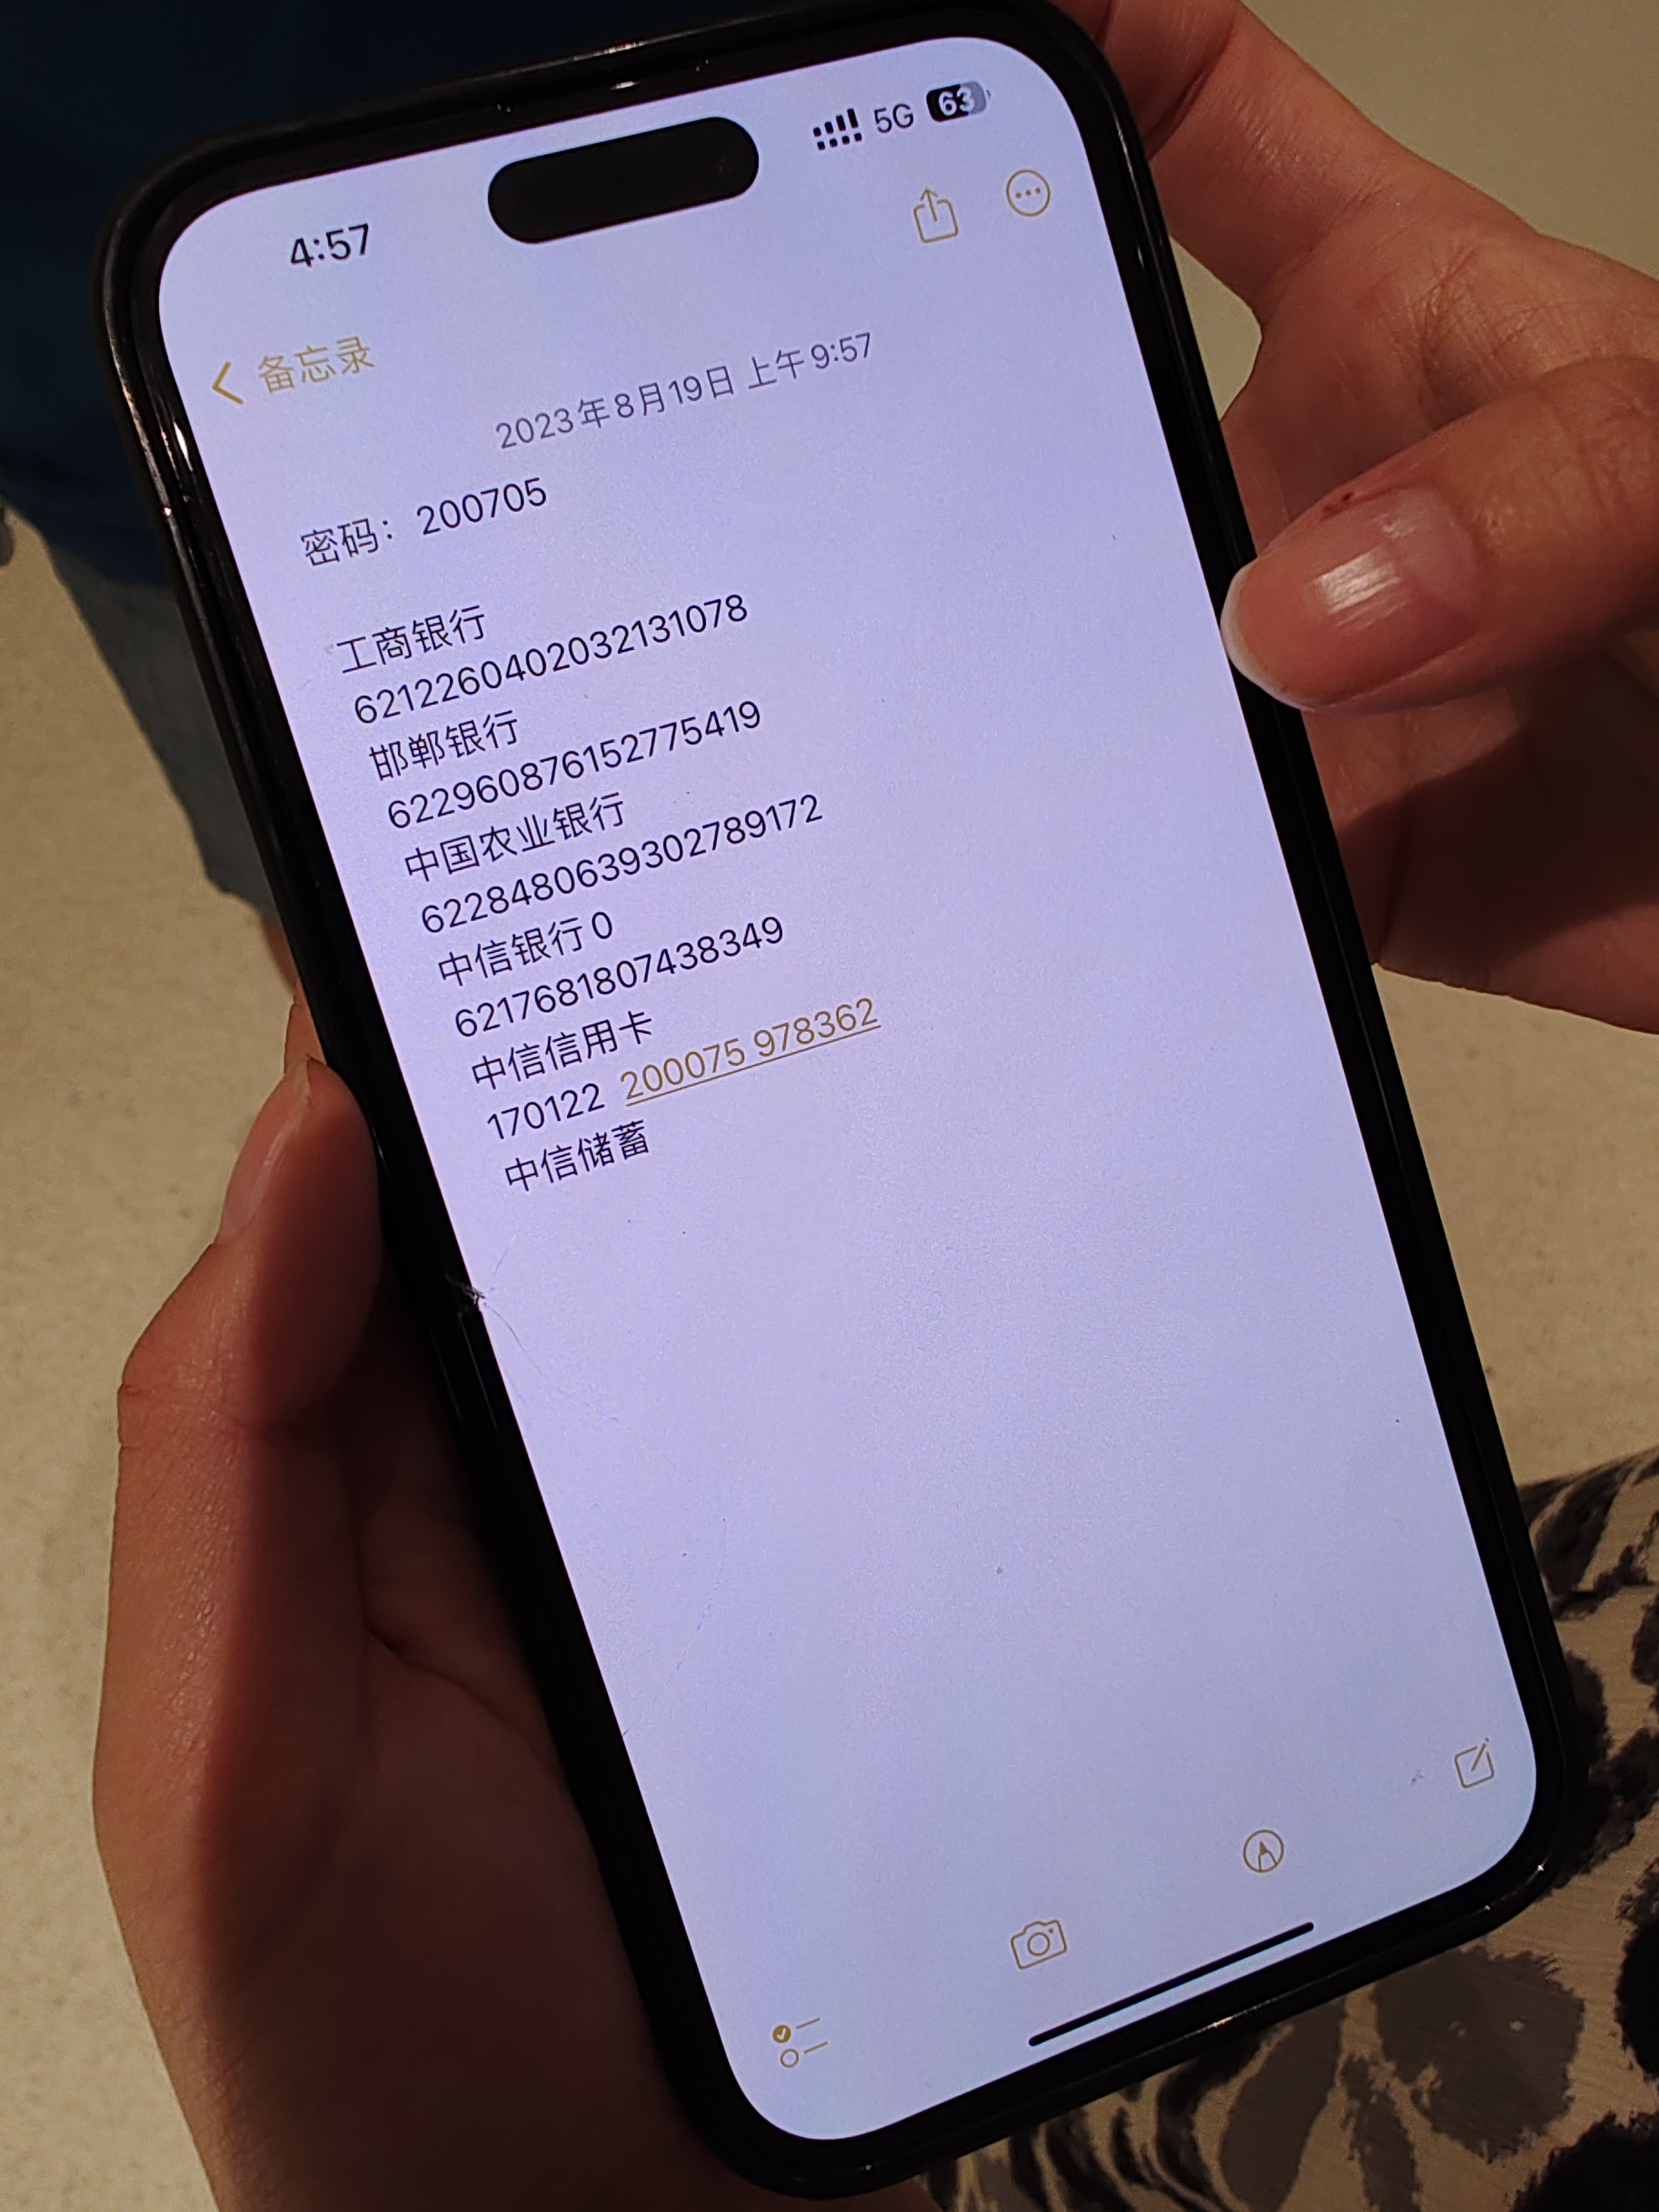 4:57
5G 63
备忘录
2023年8月19日 上午9:57
密码：200705
工商银行
6212260402032131078
邯郸银行
622960876152775419
中国农业银行
6228480639302789172
中信银行0
6217681807438349
中信信用卡
170122 200075 978362
中信储蓄